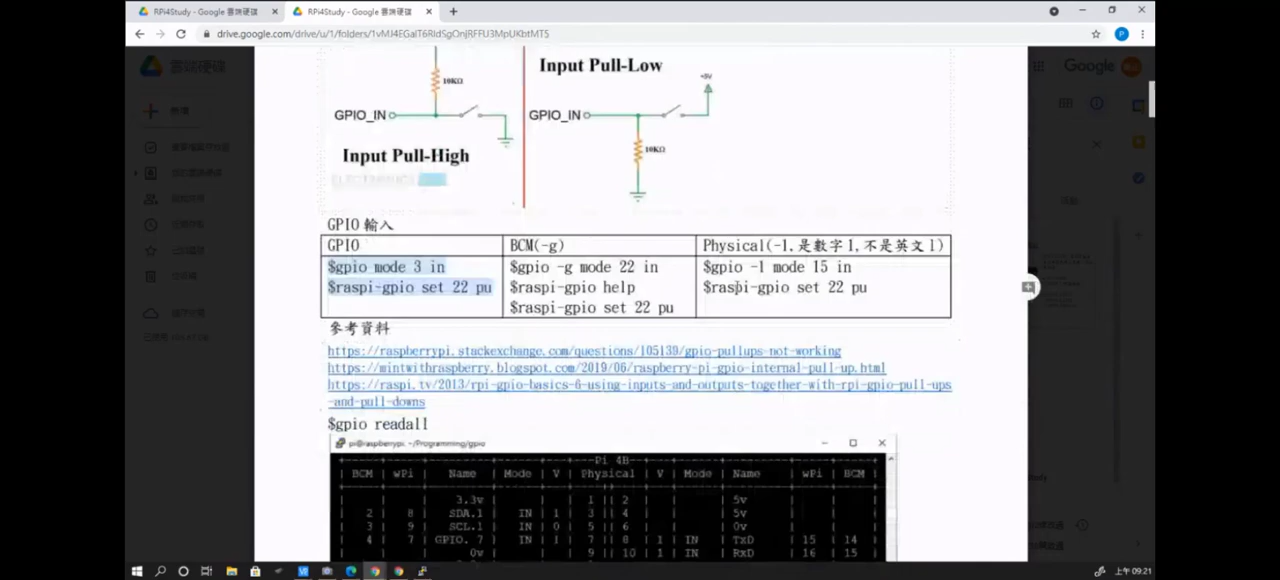 RPi4Study - Google 雲端硬碟
RPi4Study - Google 雲端硬碟
雲端硬碟
Google
10KΩ
GPIO_IN
Input Pull-High
Input Pull-Low
+5V
GPIO_IN
10KΩ
GPIO 輸入
GPIO
BCM(-g)
Physical(-1,是數字1,不是英文l)
$gpio mode 3 in
$gpio -g mode 22 in
$gpio -1 mode 15 in
$raspi-gpio set 22 pu
$raspi-gpio help
$raspi-gpio set 22 pu
$raspi-gpio set 22 pu
參考資料
https://raspberrypi.stackexchange.com/questions/105139/gpio-pullups-not-working
https://mintwithraspberry.blogspot.com/2019/06/raspberry-pi-gpio-internal-pull-up.html
https://raspi.tv/2013/rpi-gpio-basics-6-using-inputs-and-outputs-together-with-rpi-gpio-pull-ups
-and-pull-downs
$gpio readall
pi@raspberrypi: ~/Programming/gpio
Pi 4B
BCM | wPi | Name | Mode | V | Physical | V | Mode | Name | wPi | BCM
3.3v | 1 || 2 | 5v
2 | 8 | SDA.1 | IN | 1 | 3 || 4 | 5v
3 | 9 | SCL.1 | IN | 0 | 5 || 6 | 0v
4 | 7 | GPIO. 7 | IN | 1 | 7 || 8 | 1 | IN | TxD | 15 | 14
0v | 9 || 10 | 1 | IN | RxD | 16 | 15
上午 09:21